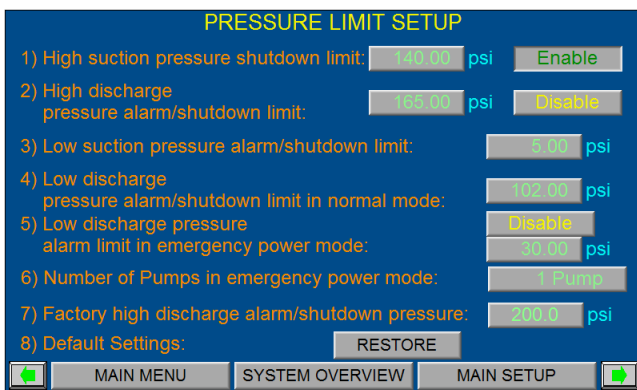 PRESSURE LIMIT SETUP
1) High suction pressure shutdown limit: 140.00 psi Enable
2) High discharge
pressure alarm/shutdown limit: 165.00 psi Disable
3) Low suction pressure alarm/shutdown limit: 5.00 psi
4) Low discharge
pressure alarm/shutdown limit in normal mode: 102.00 psi
5) Low discharge pressure Disable
alarm limit in emergency power mode: 30.00 psi
6) Number of Pumps in emergency power mode: 1 Pump
7) Factory high discharge alarm/shutdown pressure: 200.0 psi
8) Default Settings: RESTORE
MAIN MENU SYSTEM OVERVIEW MAIN SETUP